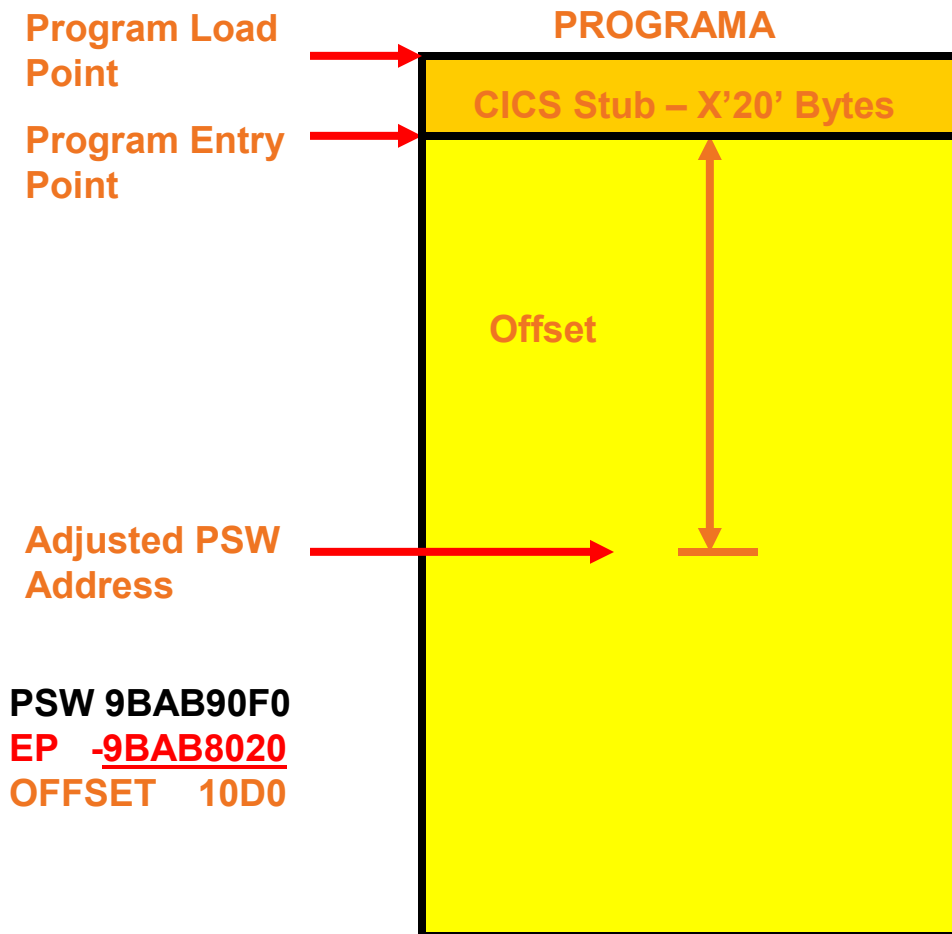 Program Load
Point
PROGRAMA
CICS Stub – X’20’ Bytes
Program Entry
Point
Offset
Adjusted PSW
Address
PSW 9BAB90F0
EP -9BAB8020
OFFSET 10D0